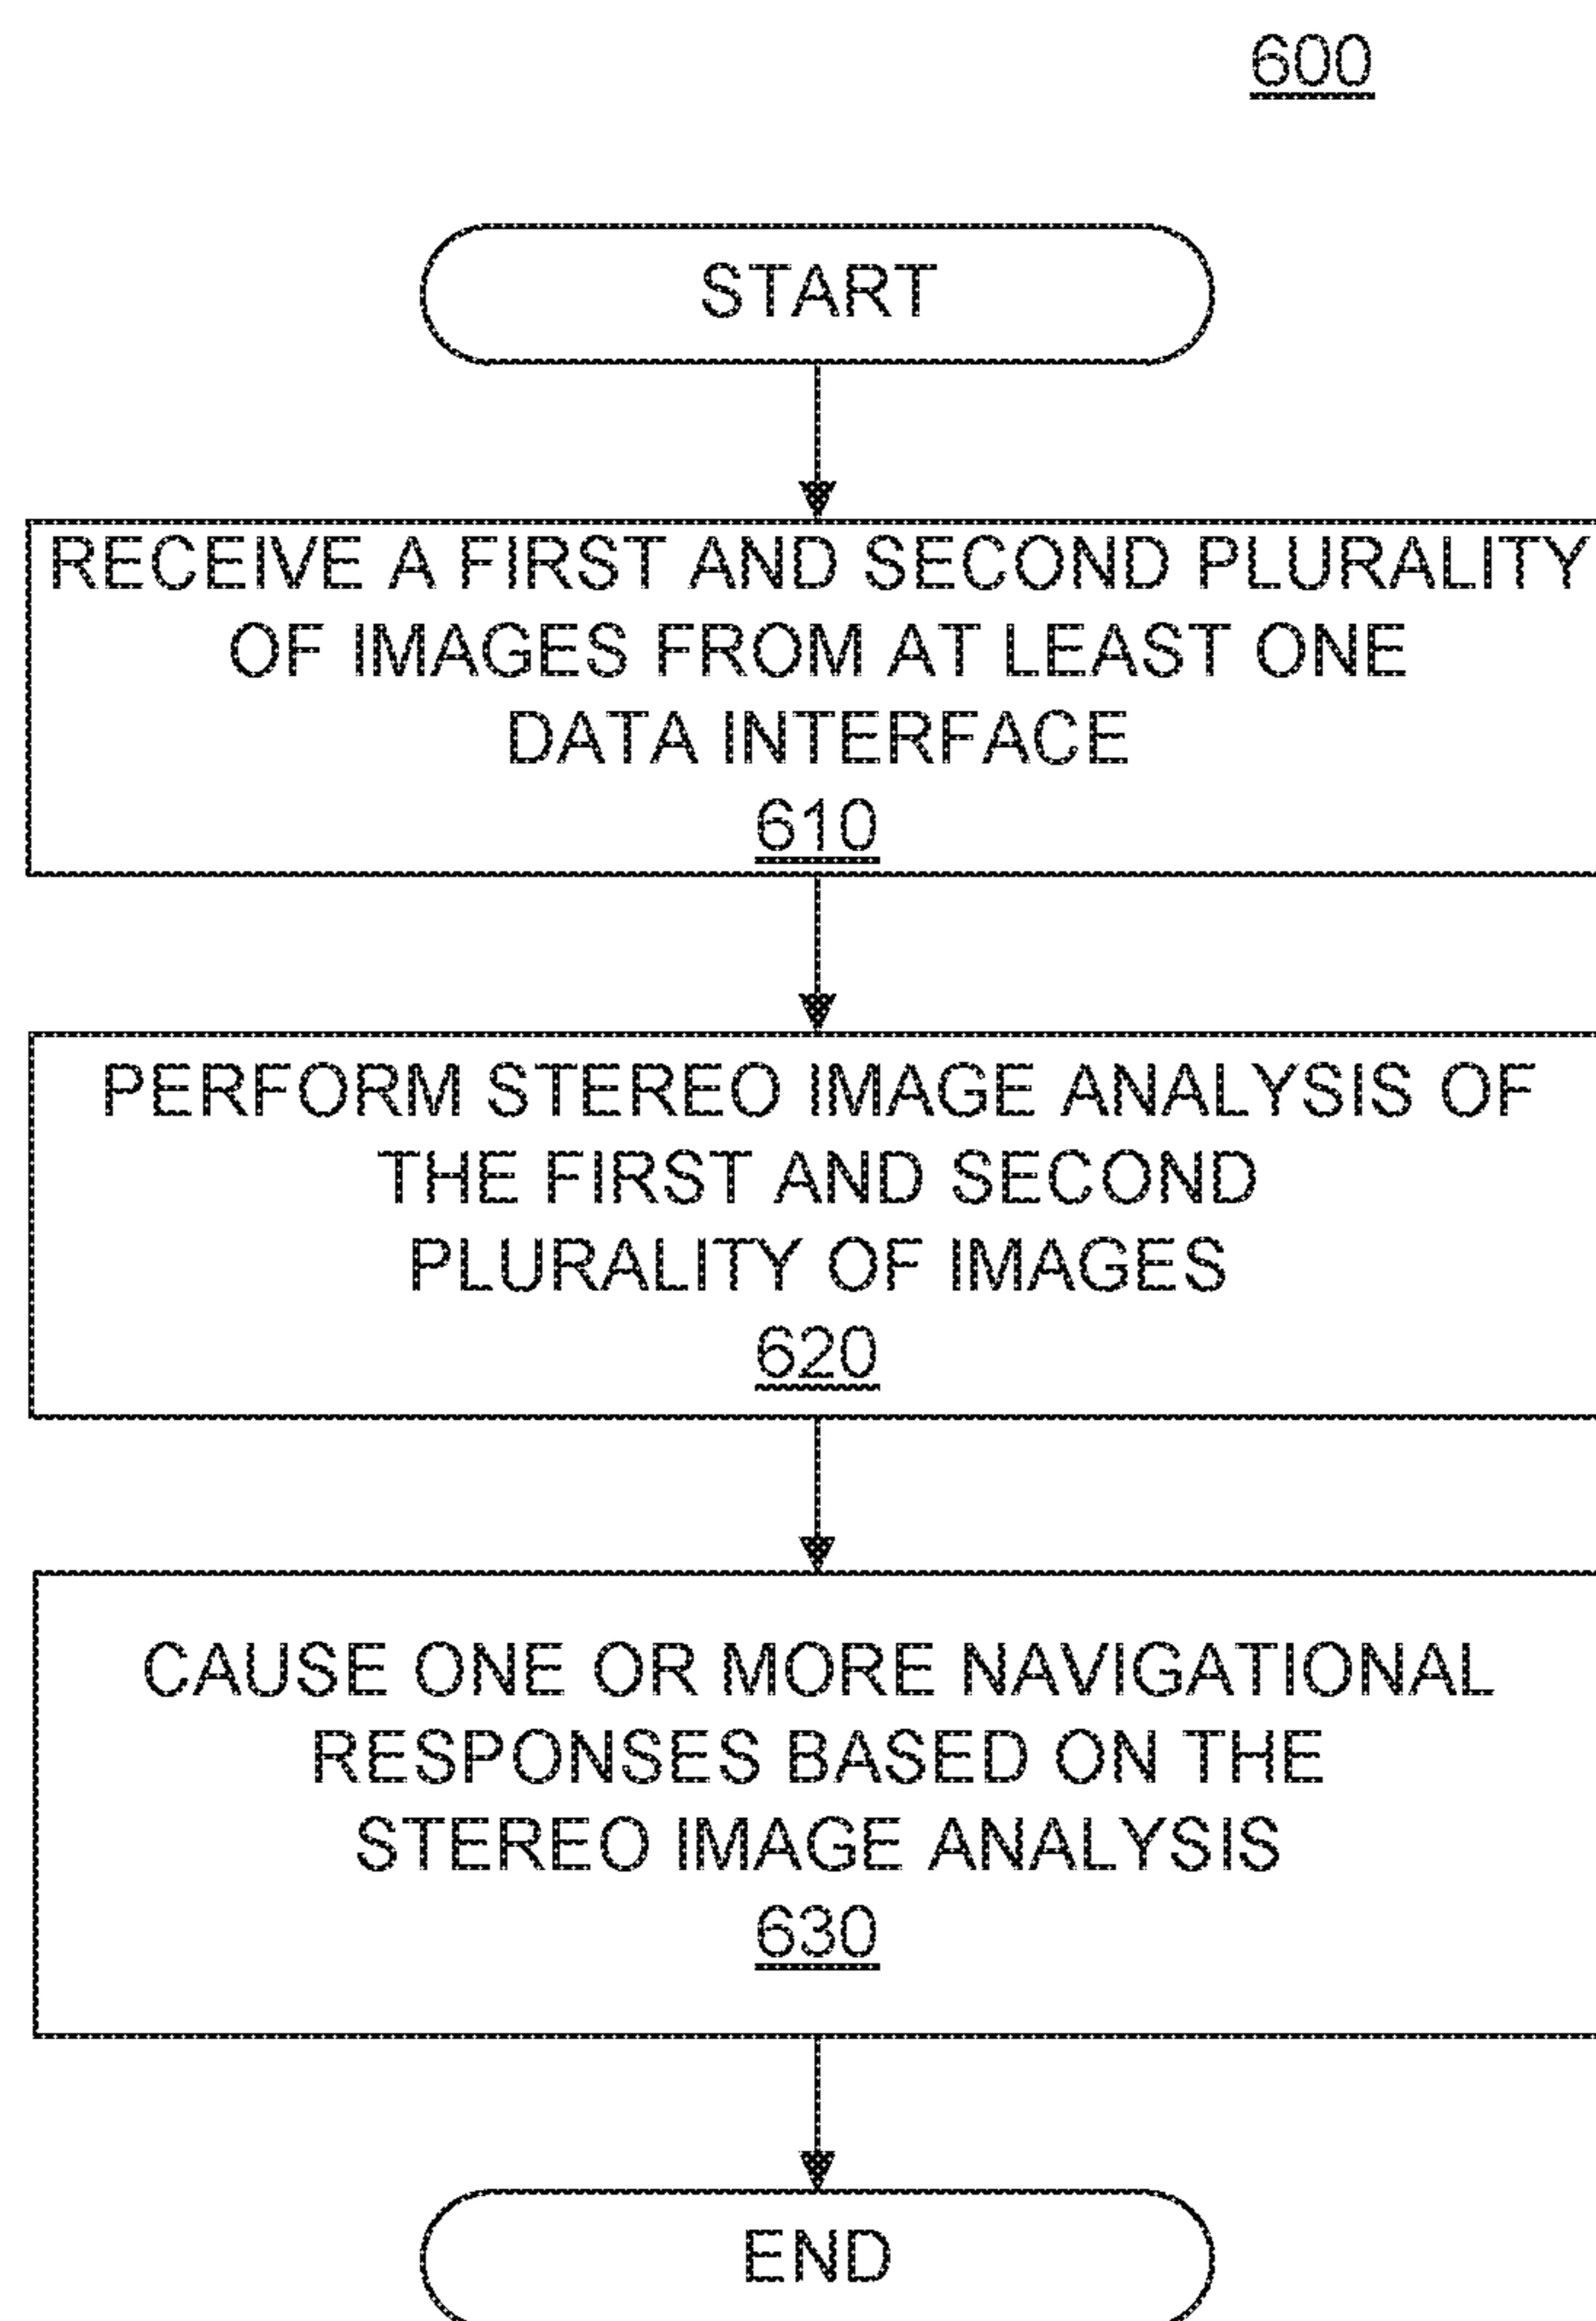 600
START
RECEIVE A FIRST AND SECOND PLURALITY
OF IMAGES FROM AT LEAST ONE
DATA INTERFACE
610
PERFORM STEREO IMAGE ANALYSIS OF
THE FIRST AND SECOND
PLURALITY OF IMAGES
620
CAUSE ONE OR MORE NAVIGATIONAL
RESPONSES BASED ON THE
STEREO IMAGE ANALYSIS
630
END